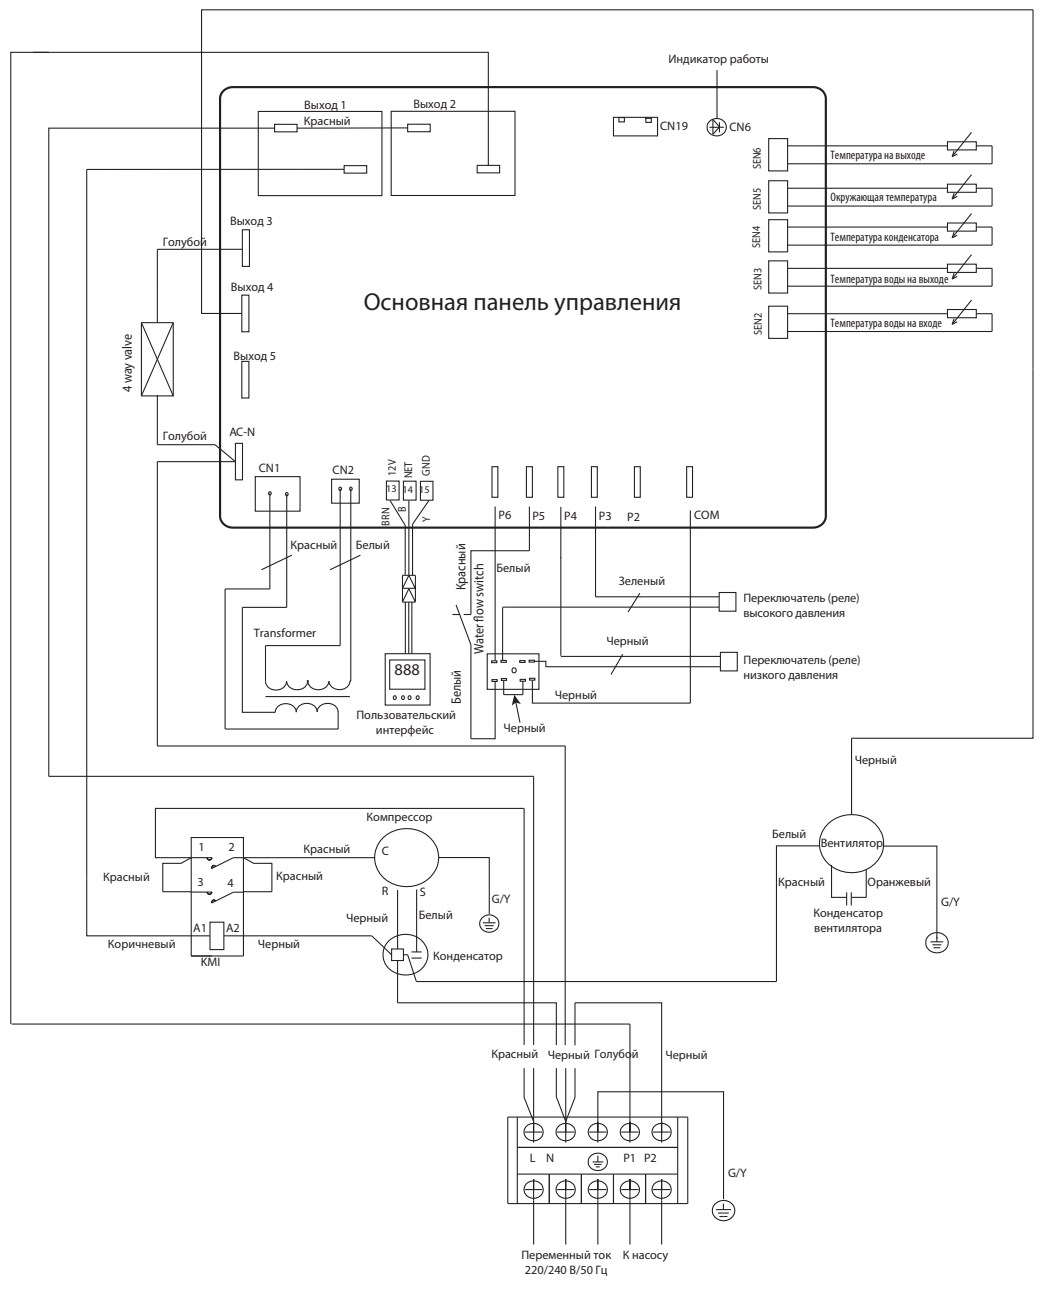 Индикатор работы
Выход 1
Выход 2
Красный
CN19
CN6
SEN6
Температура на выходе
SEN5
Окружающая температура
SEN4
Температура конденсатора
SEN3
Температура воды на выходе
SEN2
Температура воды на входе
Выход 3
Голубой
Выход 4
Основная панель управления
4 way valve
Выход 5
AC-N
Голубой
CN1
CN2
12V
NET
GND
13
14
15
BRN
B
Y
P6
P5
P4
P3
P2
COM
Красный
Белый
Красный
Water flow switch
Белый
Зеленый
Переключатель (реле)
высокого давления
Transformer
Черный
Переключатель (реле)
низкого давления
888
Белый
Черный
Пользовательский
интерфейс
Черный
Черный
Компрессор
Белый
Вентилятор
1
2
Красный
C
Красный
3
4
Красный
R
S
G/Y
Красный
Оранжевый
G/Y
Конденсатор
вентилятора
Черный
Белый
A1
A2
Коричневый
Черный
KMI
Конденсатор
Красный
Черный
Голубой
Черный
L
N
P1
P2
G/Y
Переменный ток
220/240 В/50 Гц
К насосу